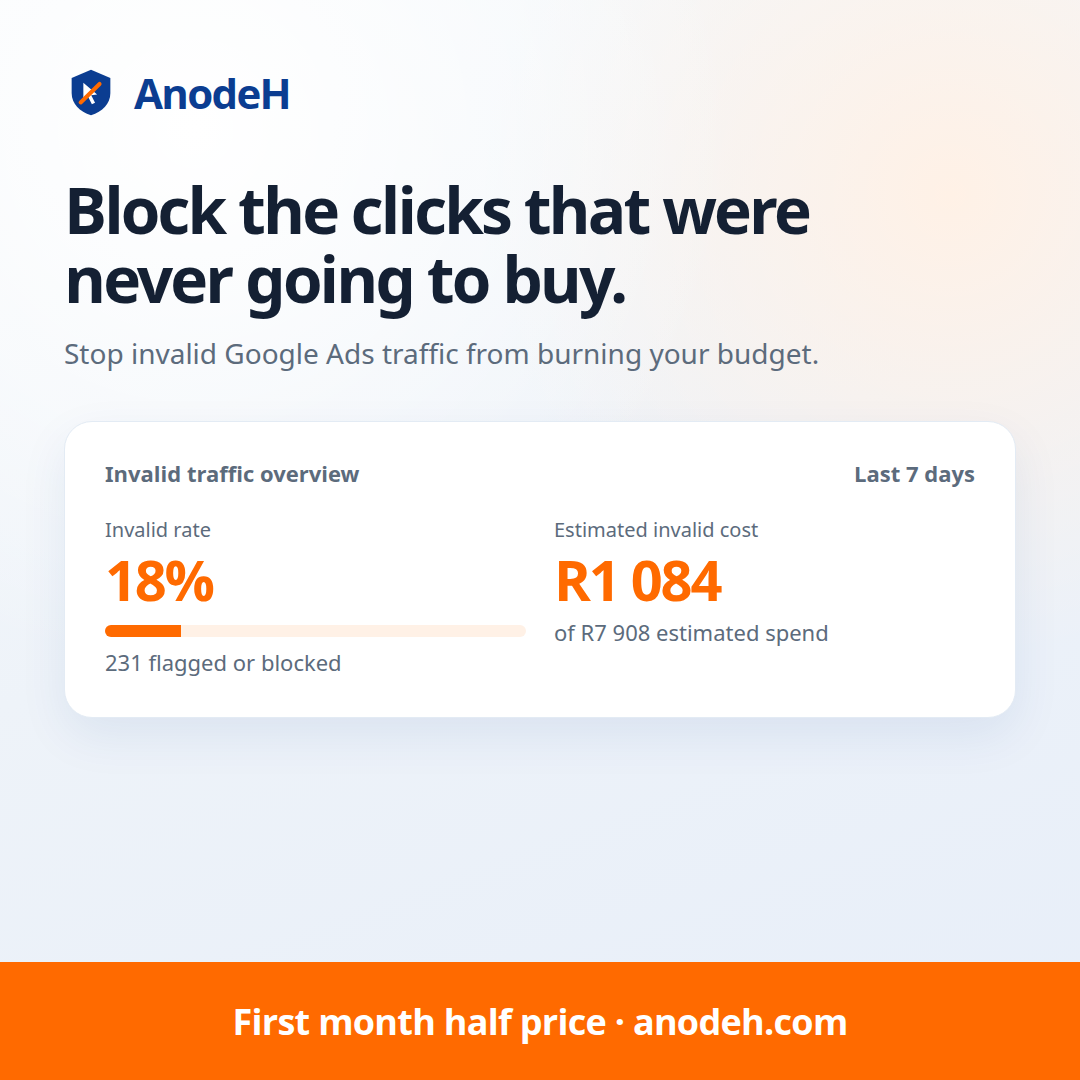 AnodeH
Block the clicks that were
never going to buy.
Stop invalid Google Ads traffic from burning your budget.
Invalid traffic overview
Last 7 days
Invalid rate
18%
231 flagged or blocked
Estimated invalid cost
R1 084
of R7 908 estimated spend
First month half price · anodeh.com